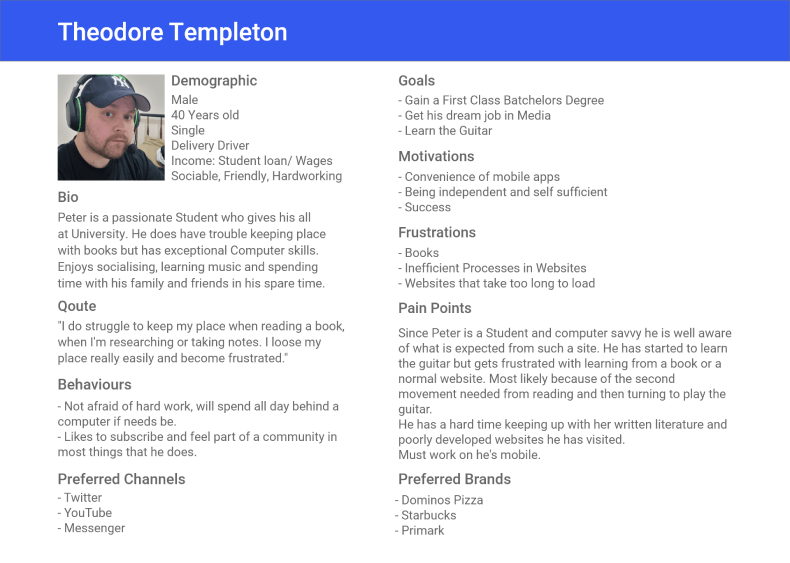 Theodore Templeton
Demographic
Male
40 Years old
Single
Delivery Driver
Income: Student loan/ Wages
Sociable, Friendly, Hardworking
Bio
Peter is a passionate Student who gives his all
at University. He does have trouble keeping place
with books but has exceptional Computer skills.
Enjoys socialising, learning music and spending
time with his family and friends in his spare time.
Qoute
"I do struggle to keep my place when reading a book,
when I'm researching or taking notes. I loose my
place really easily and become frustrated."
Behaviours
- Not afraid of hard work, will spend all day behind a
computer if needs be.
- Likes to subscribe and feel part of a community in
most things that he does.
Preferred Channels
- Twitter
- YouTube
- Messenger
Goals
- Gain a First Class Batchelors Degree
- Get his dream job in Media
- Learn the Guitar
Motivations
- Convenience of mobile apps
- Being independent and self sufficient
- Success
Frustrations
- Books
- Inefficient Processes in Websites
- Websites that take too long to load
Pain Points
Since Peter is a Student and computer savvy he is well aware
of what is expected from such a site. He has started to learn
the guitar but gets frustrated with learning from a book or a
normal website. Most likely because of the second
movement needed from reading and then turning to play the
guitar.
He has a hard time keeping up with her written literature and
poorly developed websites he has visited.
Must work on he's mobile.
Preferred Brands
- Dominos Pizza
- Starbucks
- Primark